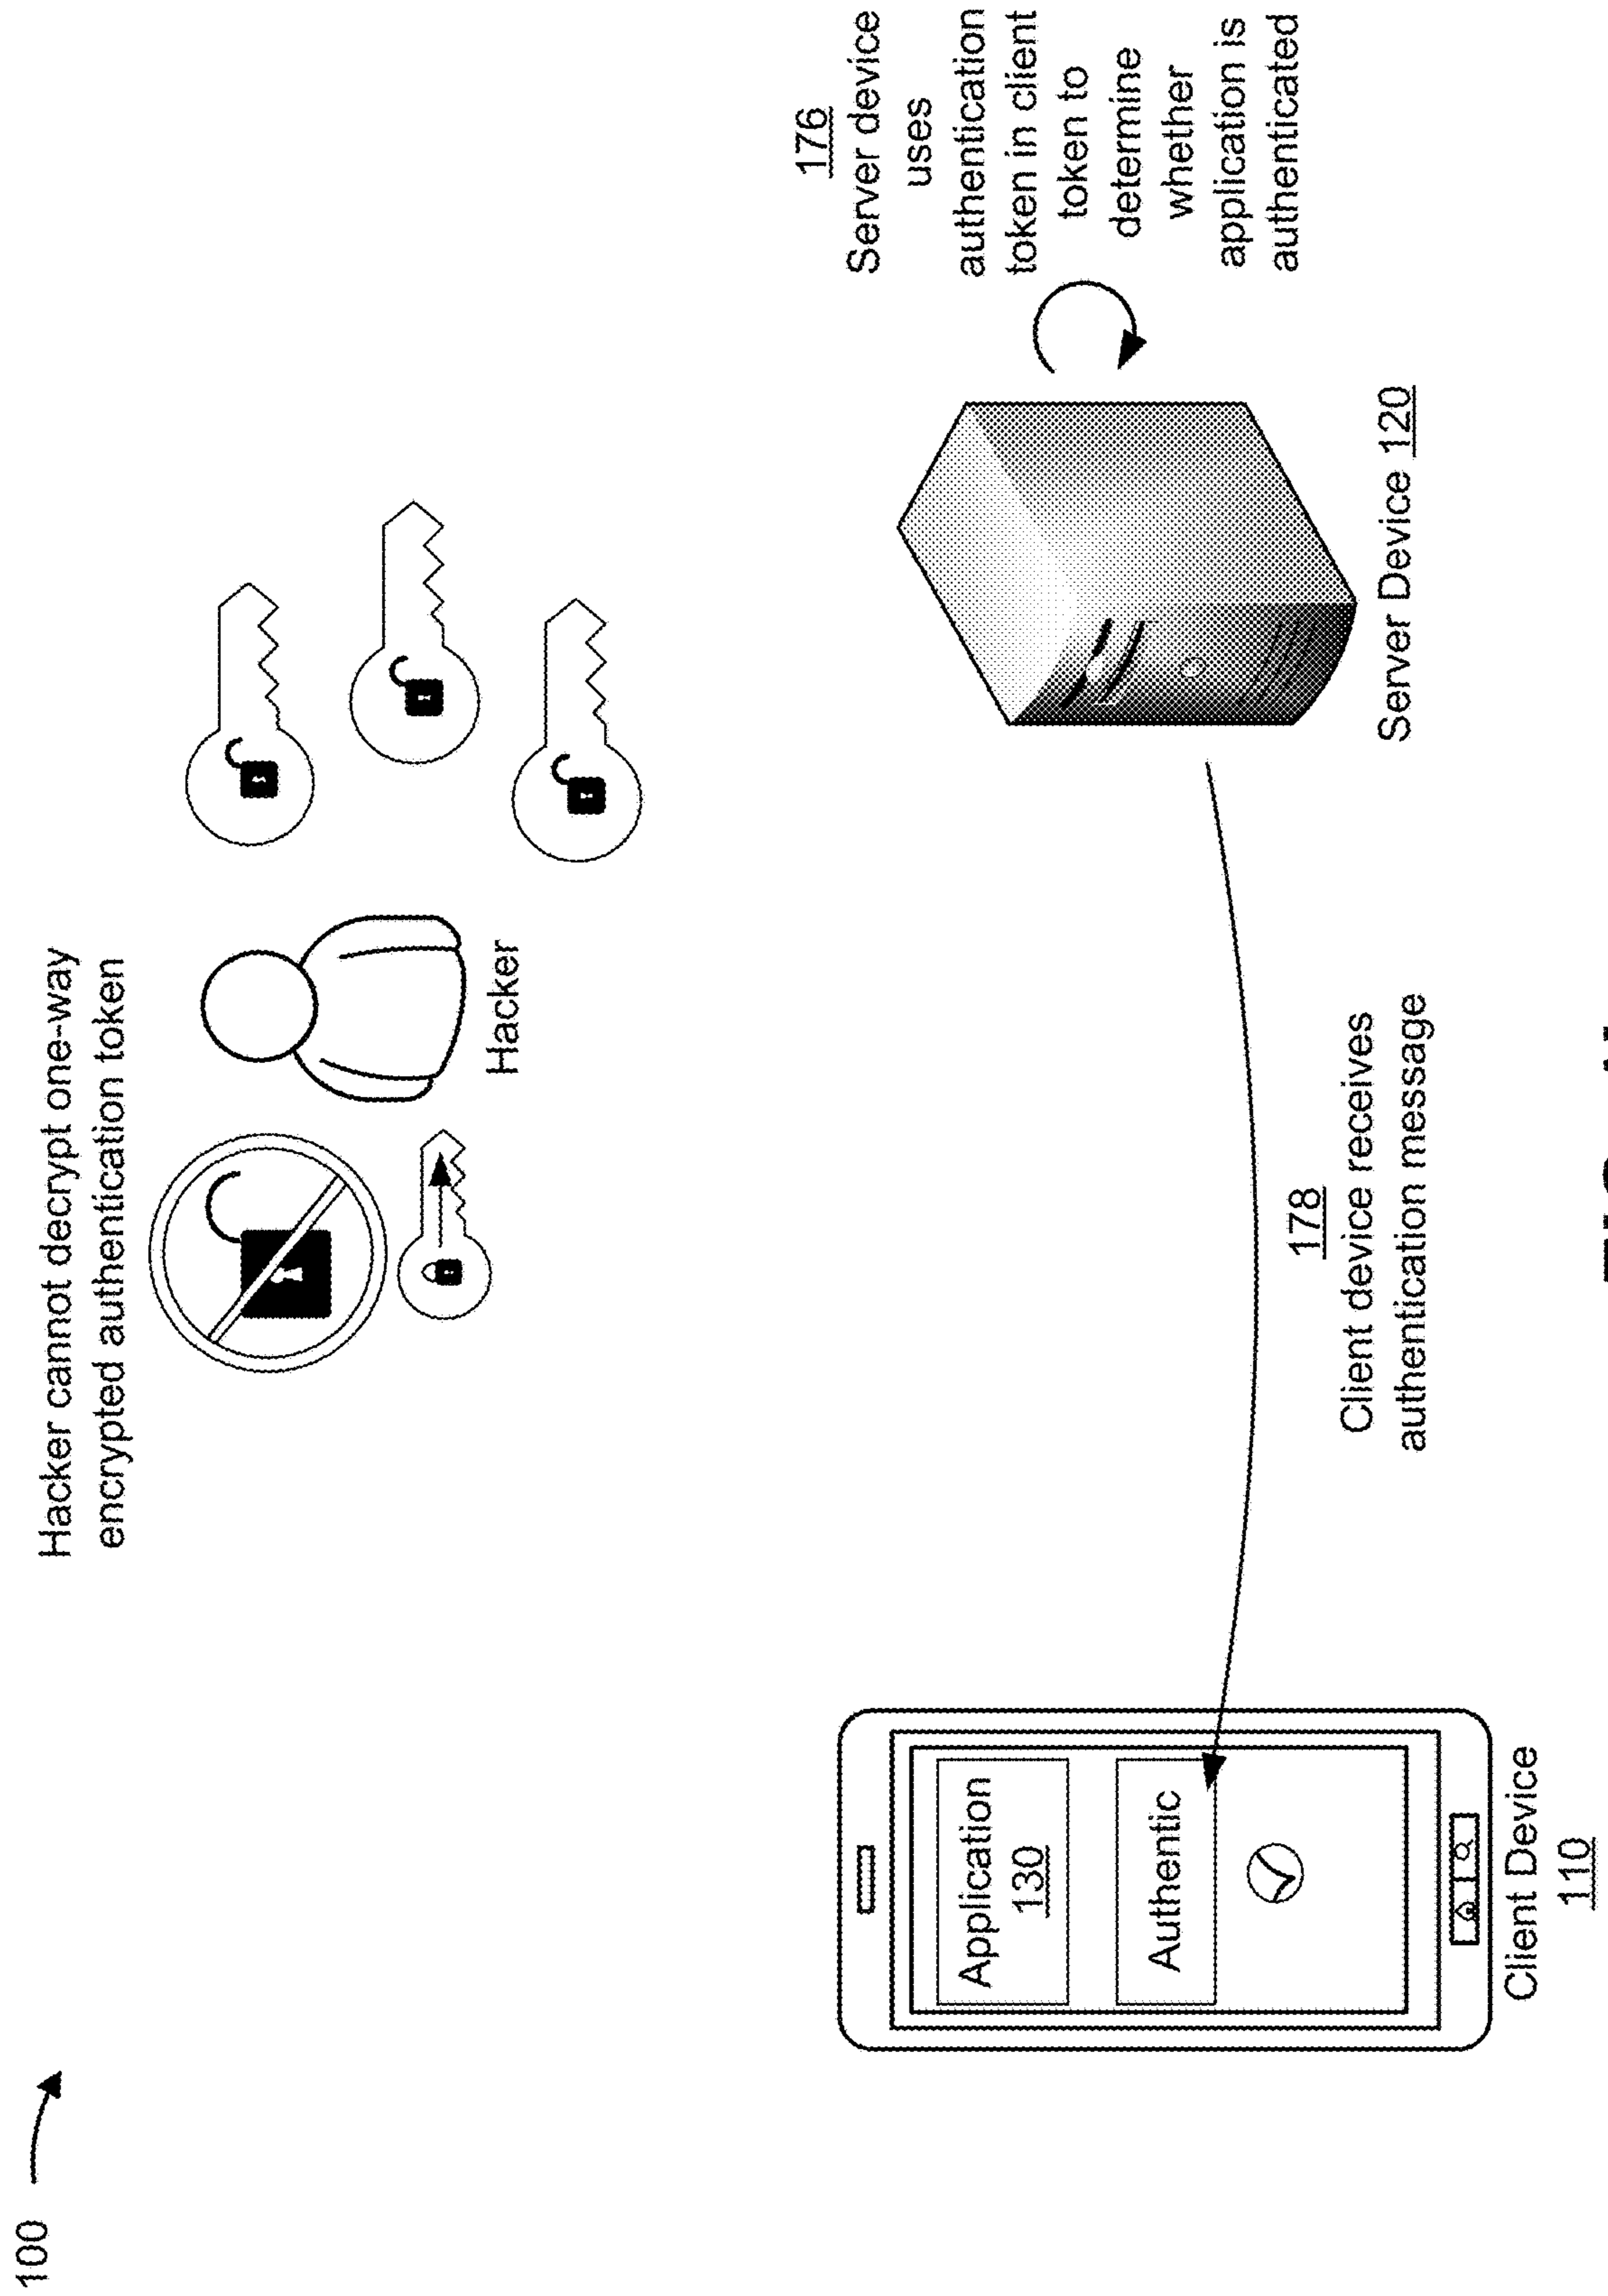 100
Hacker cannot decrypt one-way
encrypted authentication token
Hacker
176
Server device
uses
authentication
token in client
token to
determine
whether
application is
authenticated
Application
130
Authentic
Client Device
110
178
Client device receives
authentication message
Server Device 120